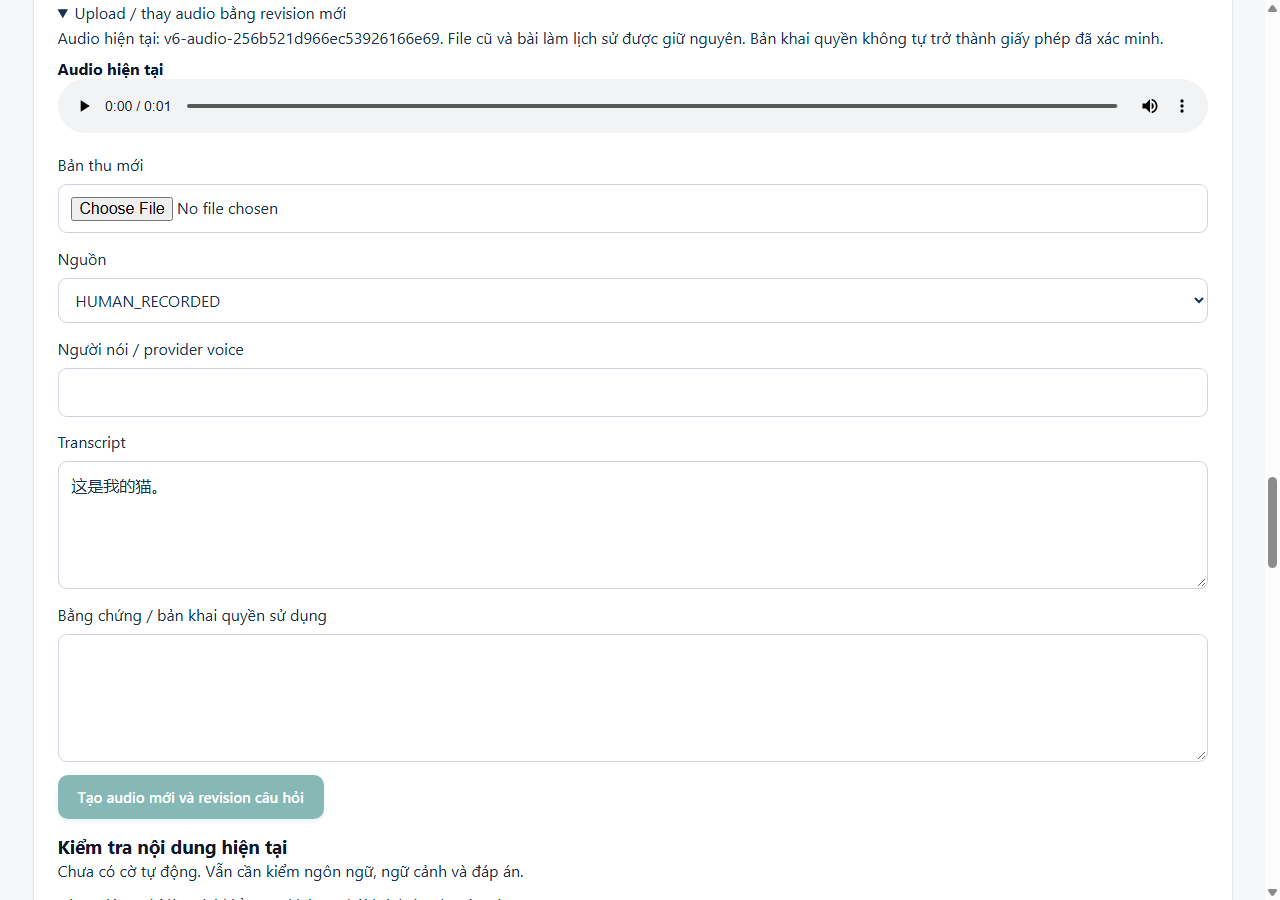 ▼ Upload / thay audio bằng revision mới
Audio hiện tại: v6-audio-256b521d966ec53926166e69. File cũ và bài làm lịch sử được giữ nguyên. Bản khai quyền không tự trở thành giấy phép đã xác minh.
Audio hiện tại
0:00 / 0:01
Bản thu mới
Choose File No file chosen
Nguồn
HUMAN_RECORDED
Người nói / provider voice
Transcript
这是我的猫。
Bằng chứng / bản khai quyền sử dụng
Tạo audio mới và revision câu hỏi
Kiểm tra nội dung hiện tại
Chưa có cờ tự động. Vẫn cần kiểm ngôn ngữ, ngữ cảnh và đáp án.